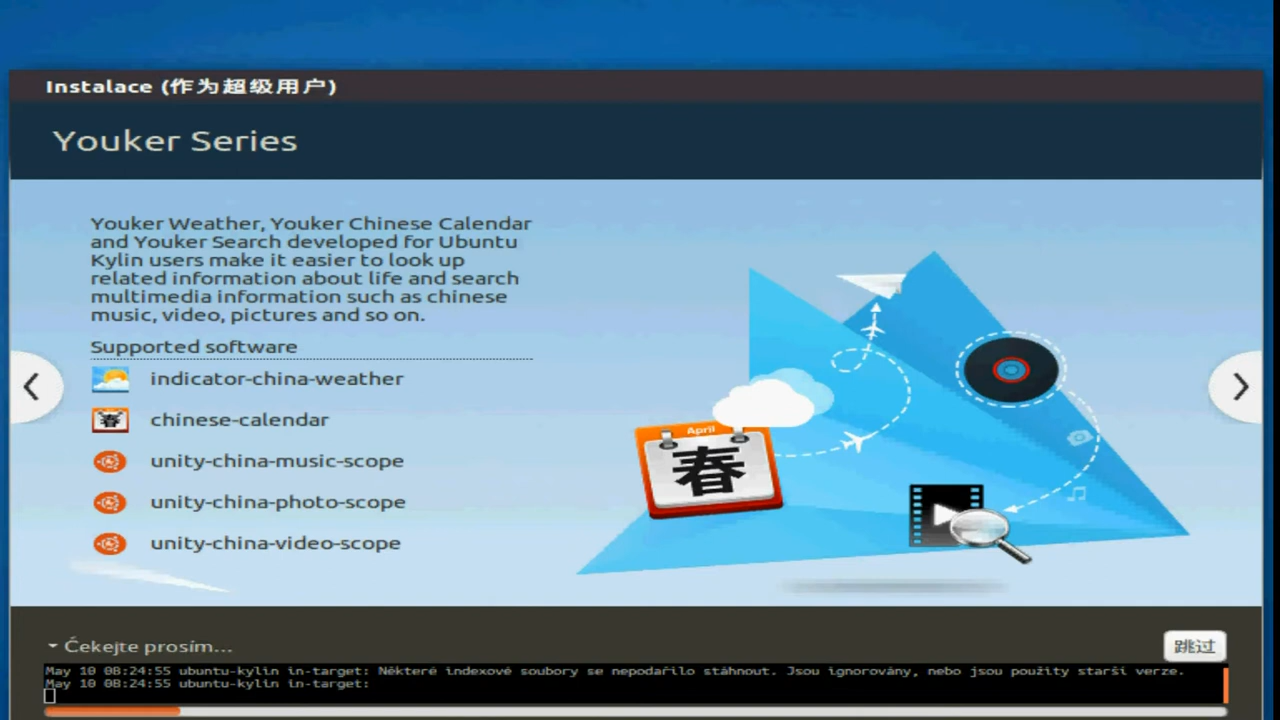 Instalace (作为超级用户)
Youker Series
Youker Weather, Youker Chinese Calendar
and Youker Search developed for Ubuntu
Kylin users make it easier to look up
related information about life and search
multimedia information such as chinese
music, video, pictures and so on.
Supported software
indicator-china-weather
春
chinese-calendar
unity-china-music-scope
unity-china-photo-scope
unity-china-video-scope
April
春
Čekejte prosím...
跳过
May 10 08:24:55 ubuntu-kylin in-target: Některé indexové soubory se nepodařilo stáhnout. Jsou ignorovány, nebo jsou použity starší verze.
May 10 08:24:55 ubuntu-kylin in-target: